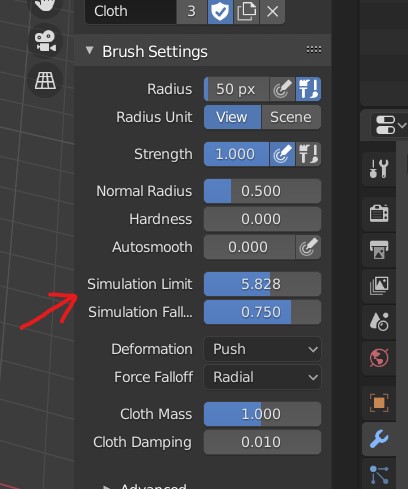 Cloth 3
Brush Settings
Radius 50 px
Radius Unit View Scene
Strength 1.000
Normal Radius 0.500
Hardness 0.000
Autosmooth 0.000
Simulation Limit 5.828
Simulation Fall... 0.750
Deformation Push
Force Falloff Radial
Cloth Mass 1.000
Cloth Damping 0.010
Advanced